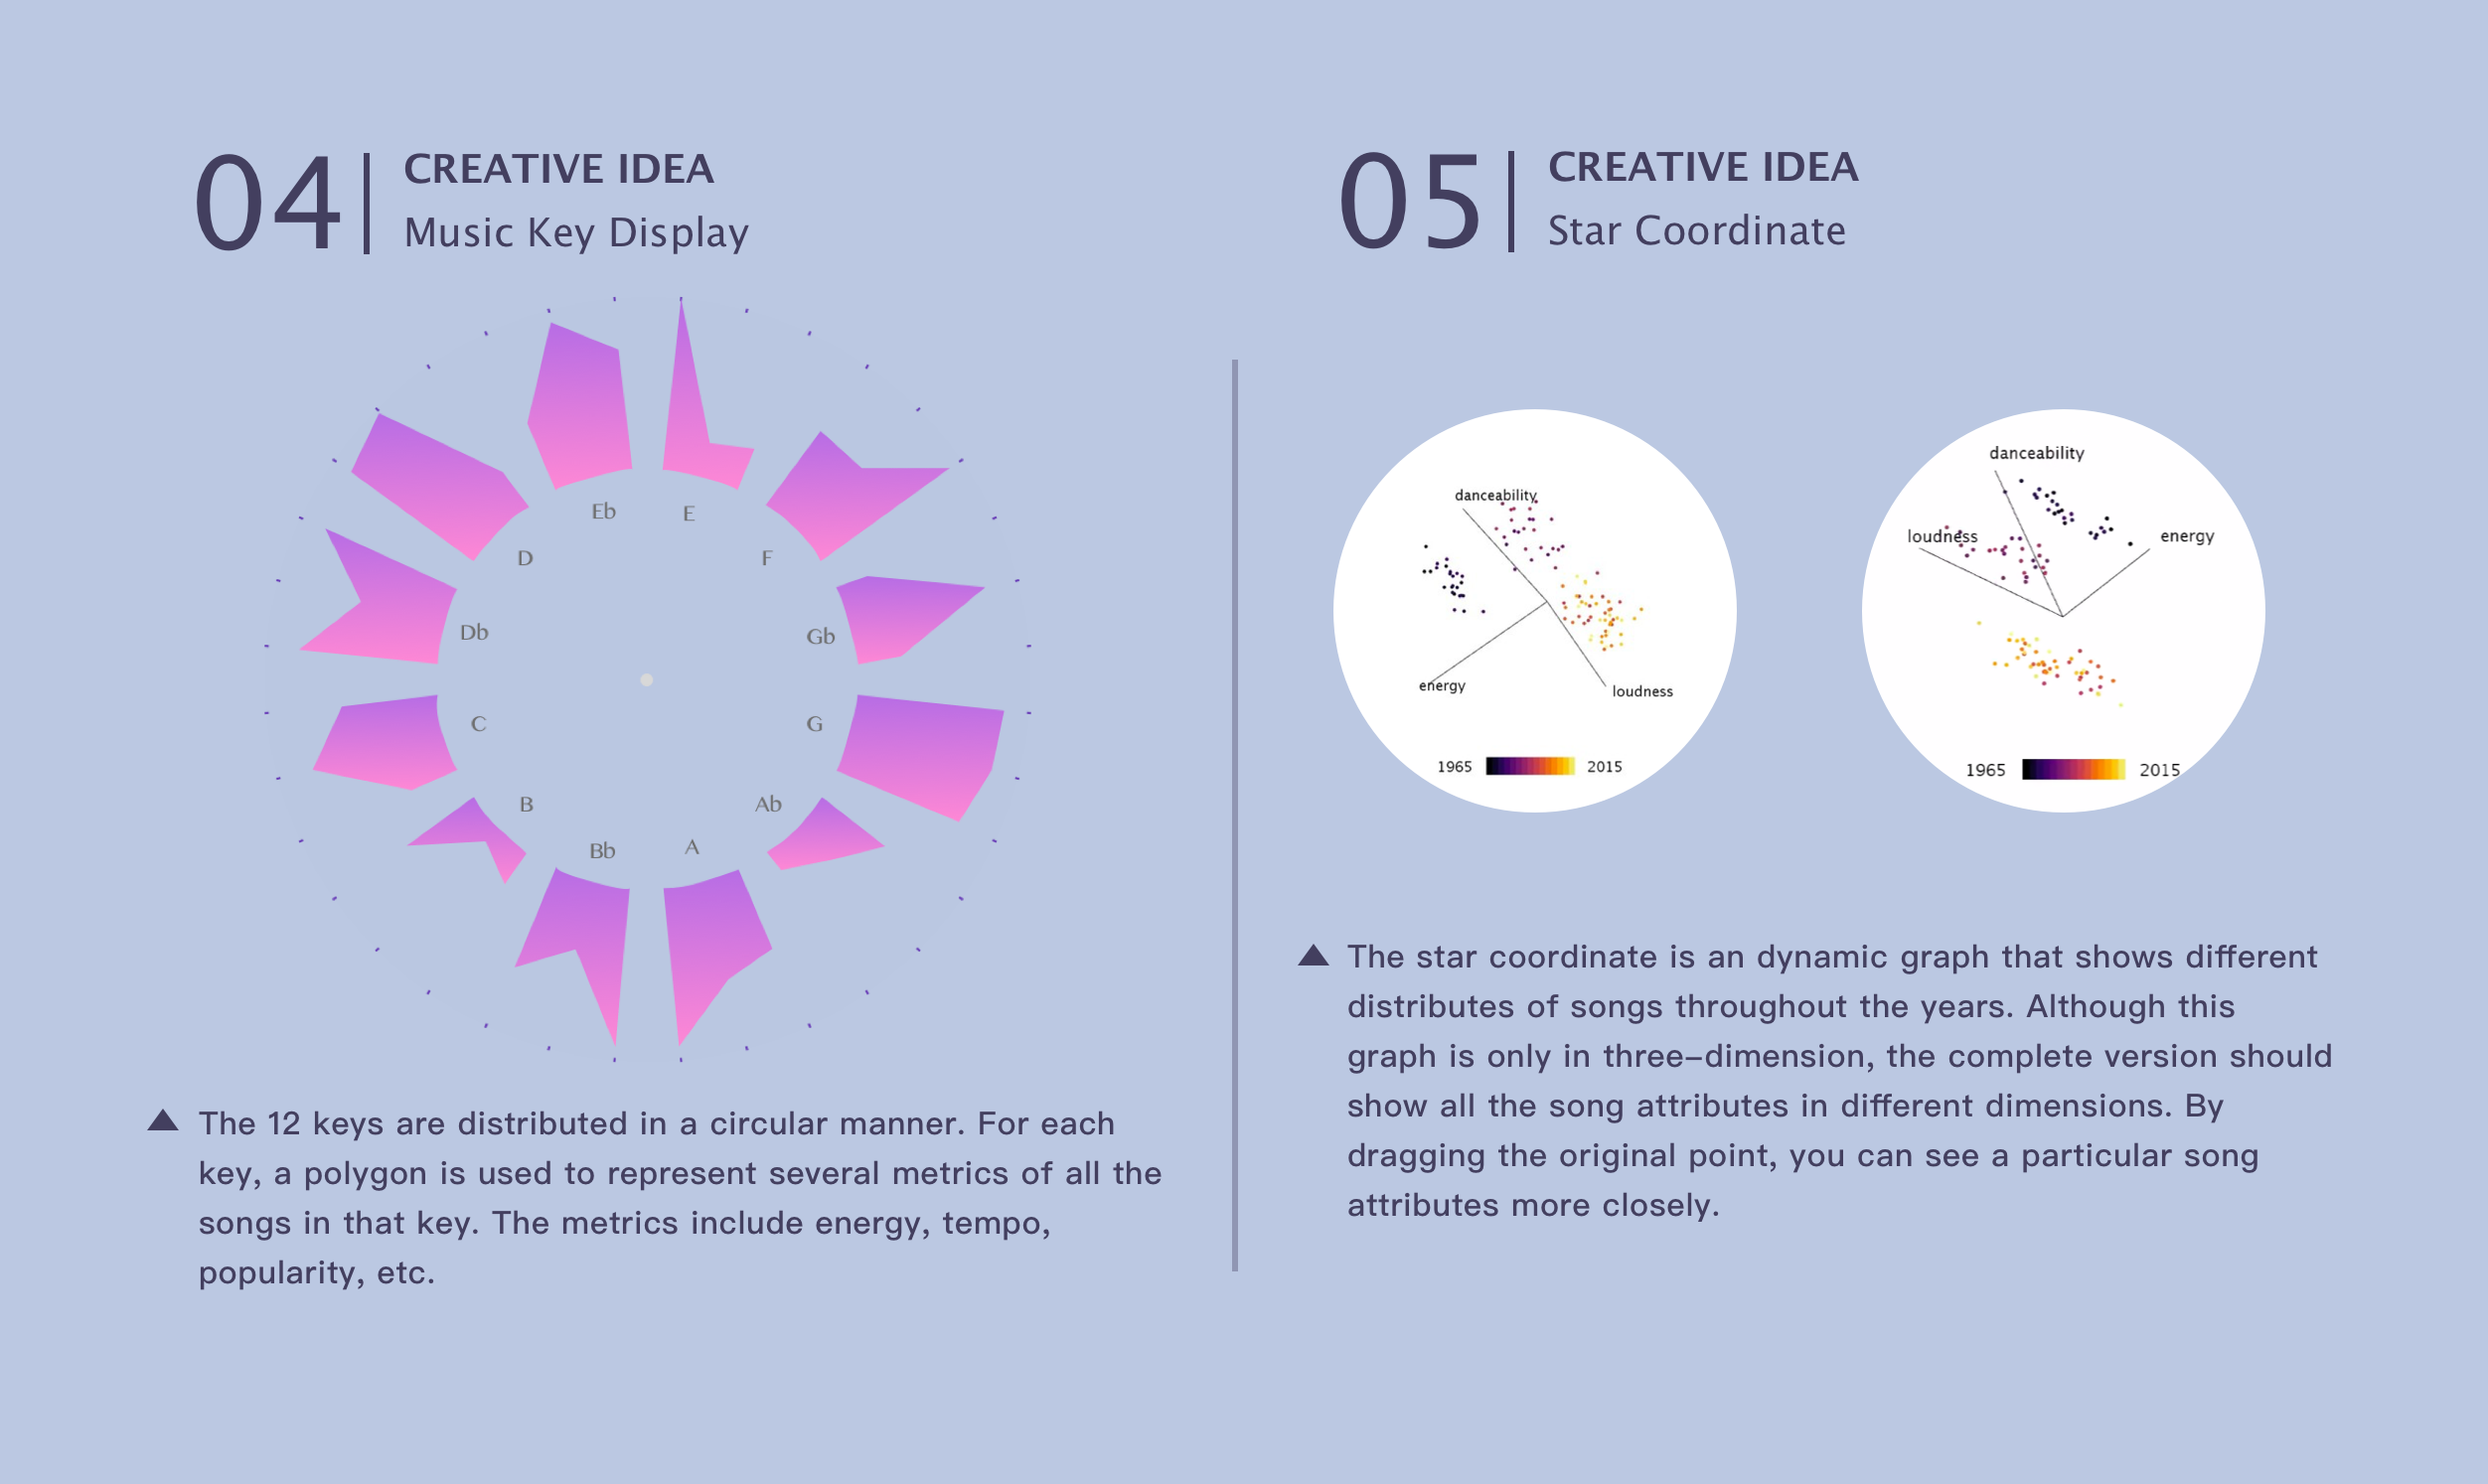 04
CREATIVE IDEA
Music Key Display
Eb
E
D
F
Db
Gb
C
G
B
Ab
Bb
A
The 12 keys are distributed in a circular manner. For each
key, a polygon is used to represent several metrics of all the
songs in that key. The metrics include energy, tempo,
popularity, etc.
05
CREATIVE IDEA
Star Coordinate
danceability
energy
loudness
1965 2015
danceability
loudness
energy
1965 2015
The star coordinate is an dynamic graph that shows different
distributes of songs throughout the years. Although this
graph is only in three–dimension, the complete version should
show all the song attributes in different dimensions. By
dragging the original point, you can see a particular song
attributes more closely.